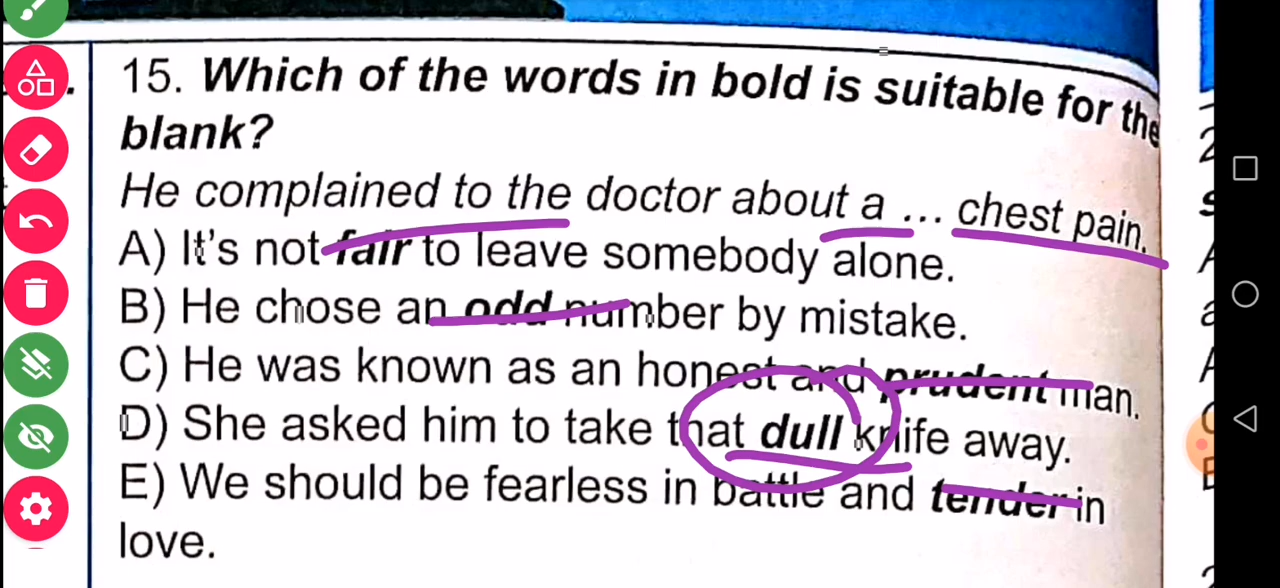 15. Which of the words in bold is suitable for the
blank?
He complained to the doctor about a ... chest pain.
A) It's not fair to leave somebody alone.
B) He chose an odd number by mistake.
C) He was known as an honest and prudent man.
D) She asked him to take that dull knife away.
E) We should be fearless in battle and tender in
love.